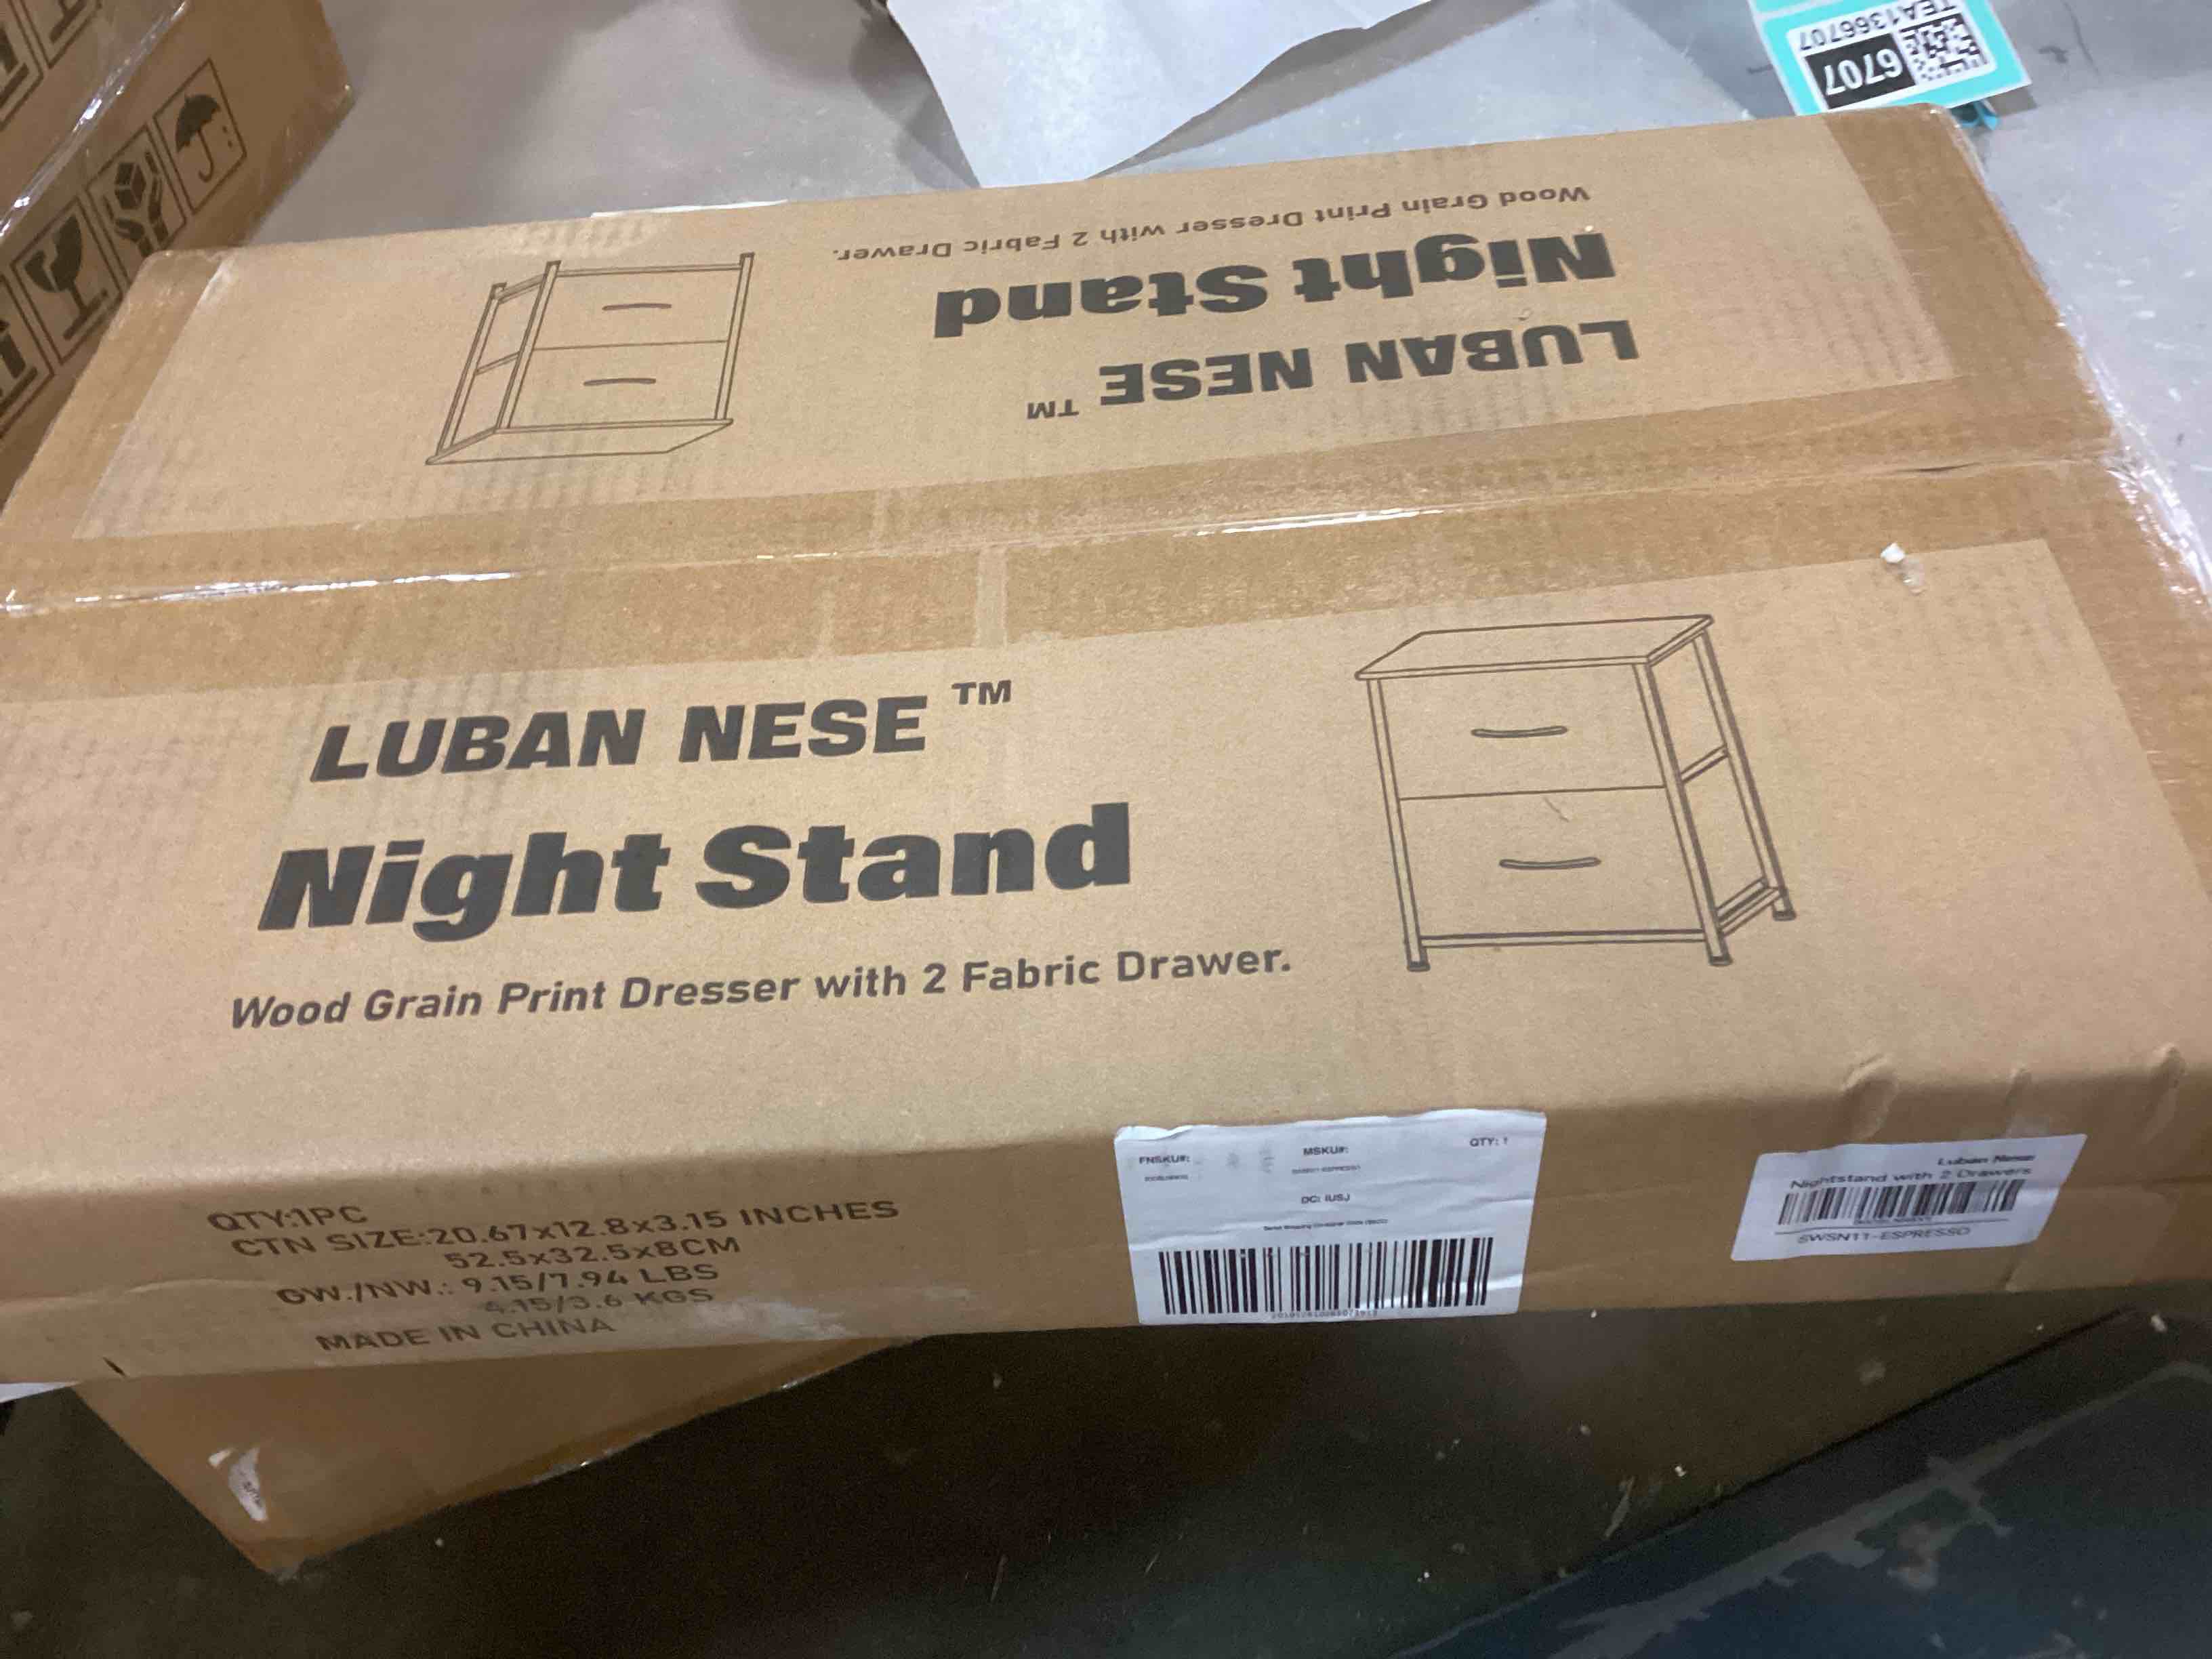 TEA1366707
6707
Wood Grain Print Dresser with 2 Fabric Drawer.
Night Stand
LUBAN NESE TM
LUBAN NESE TM
Night Stand
Wood Grain Print Dresser with 2 Fabric Drawer.
QTY:1PC
CTN SIZE:20.67x12.8x3.15 INCHES
52.5x32.5x8CM
GW./NW.: 9.15/7.94 LBS
4.15/3.6 KGS
MADE IN CHINA
FNSKU#: MSKU#: QTY: 1
DC: IUSJ
Luban Nese
Nightstand with 2 Drawers
SWSN11-ESPRESSO